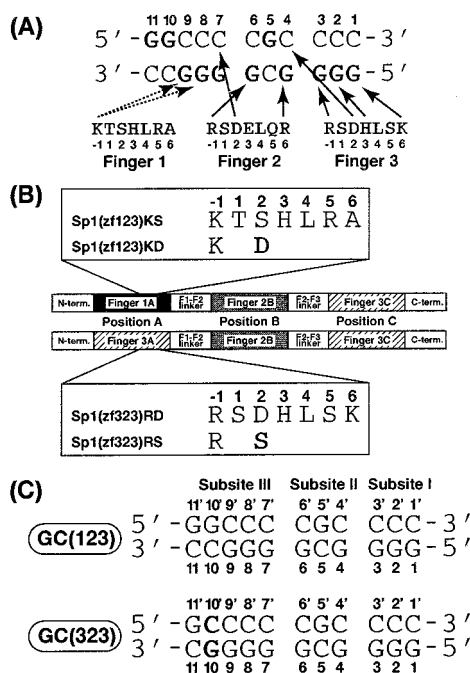 (A)
11 10 9 8 7 6 5 4 3 2 1
5′-GGCCC CGC CCC-3′
3′-CCGGG GCG GGG-5′
KTSHLRA RSDELQR RSDHLSK
-1 1 2 3 4 5 6 -1 1 2 3 4 5 6 -1 1 2 3 4 5 6
Finger 1 Finger 2 Finger 3
(B)
-1 1 2 3 4 5 6
Sp1(zf123)KS K T S H L R A
Sp1(zf123)KD K D
N-term. Finger 1A F1-F2 linker Finger 2B F2-F3 linker Finger 3C C-term.
Position A Position B Position C
N-term. Finger 3A F1-F2 linker Finger 2B F2-F3 linker Finger 3C C-term.
-1 1 2 3 4 5 6
Sp1(zf323)RD R S D H L S K
Sp1(zf323)RS R S
(C)
Subsite III Subsite II Subsite I
11' 10' 9' 8' 7' 6' 5' 4' 3' 2' 1'
GC(123) 5′-GGCCC CGC CCC-3′
3′-CCGGG GCG GGG-5′
11 10 9 8 7 6 5 4 3 2 1
11' 10' 9' 8' 7' 6' 5' 4' 3' 2' 1'
GC(323) 5′-GCCCC CGC CCC-3′
3′-CGGGG GCG GGG-5′
11 10 9 8 7 6 5 4 3 2 1